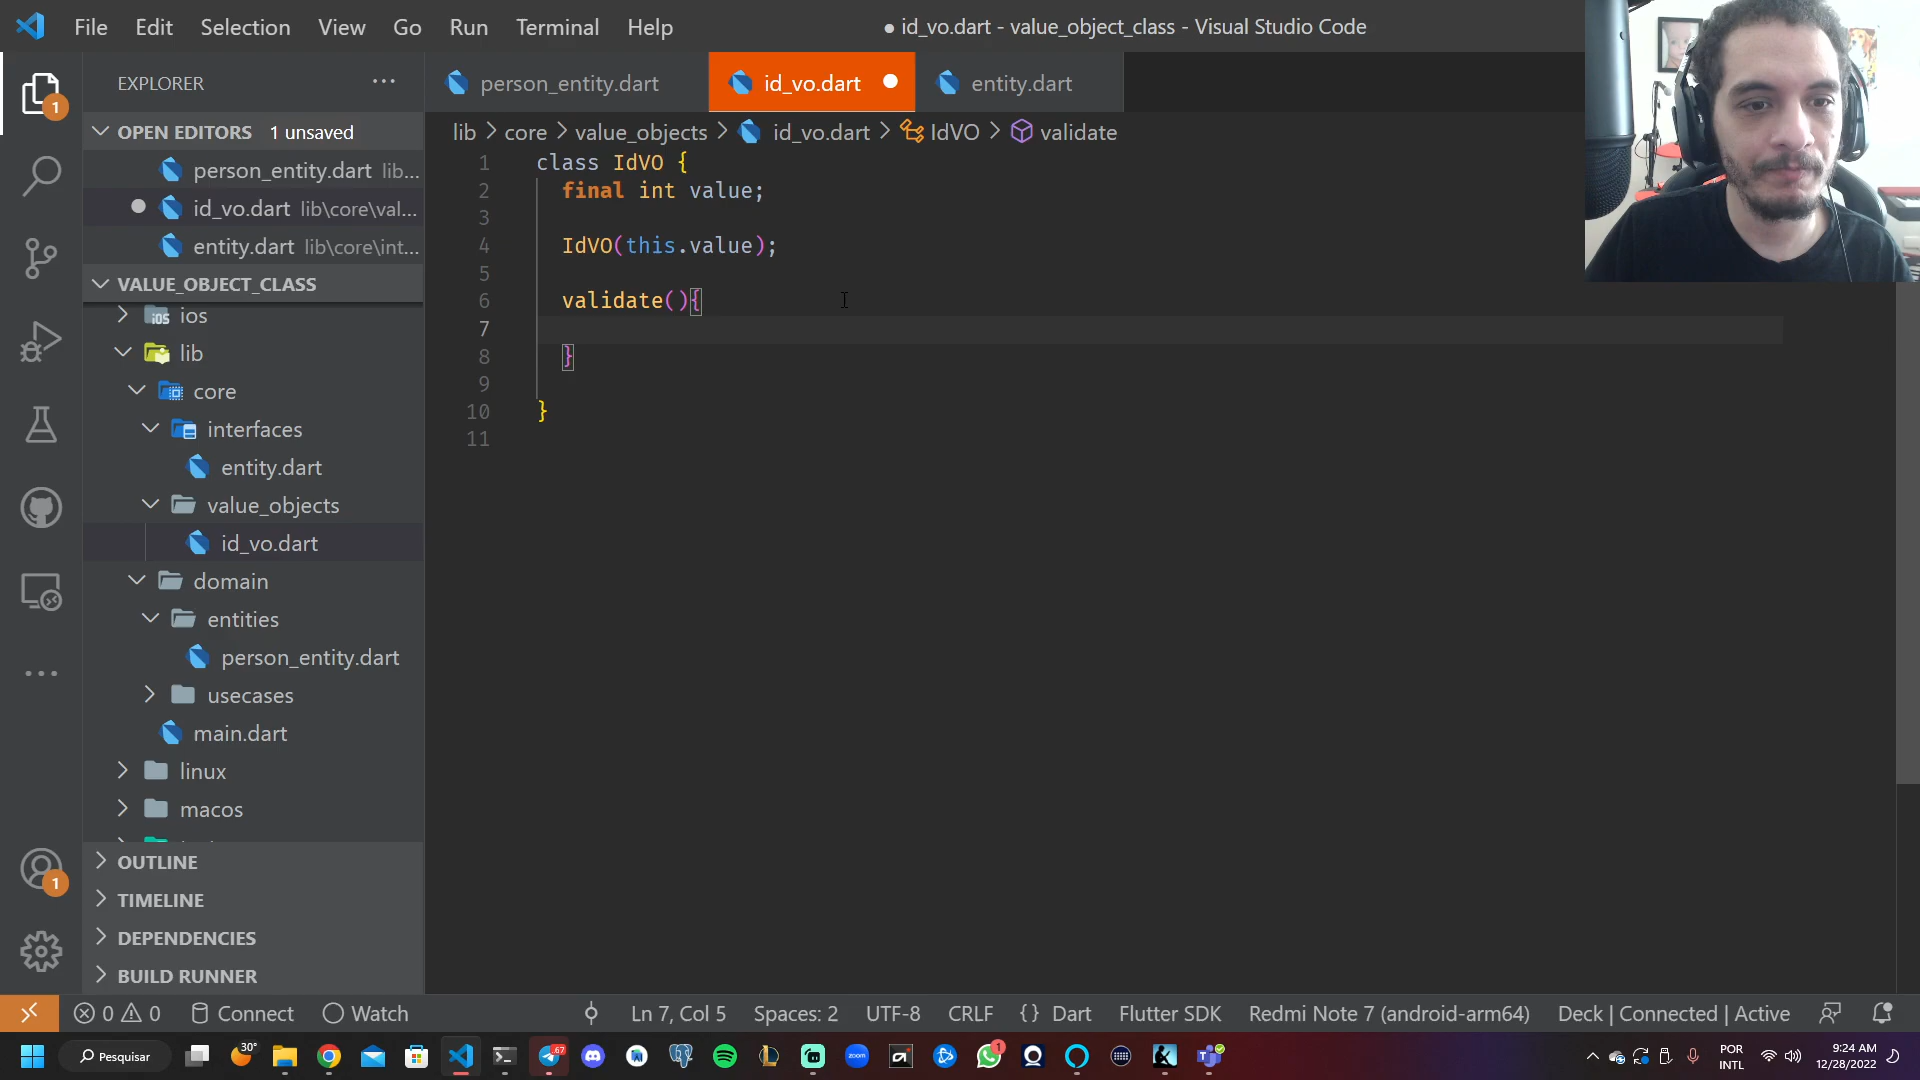 File Edit Selection View Go Run Terminal Help
● id_vo.dart - value_object_class - Visual Studio Code
EXPLORER
person_entity.dart
id_vo.dart
entity.dart
1
OPEN EDITORS 1 unsaved
lib > core > value_objects > id_vo.dart > IdVO > validate
person_entity.dart lib...
id_vo.dart lib\core\val...
entity.dart lib\core\int...
VALUE_OBJECT_CLASS
ios
lib
core
interfaces
entity.dart
value_objects
id_vo.dart
domain
entities
person_entity.dart
usecases
main.dart
linux
macos
OUTLINE
TIMELINE
DEPENDENCIES
BUILD RUNNER
1
1 class IdVO {
2 final int value;
3
4 IdVO(this.value);
5
6 validate(){
7
8 }
9
10 }
11
0 0 Connect Watch Ln 7, Col 5 Spaces: 2 UTF-8 CRLF {} Dart Flutter SDK Redmi Note 7 (android-arm64) Deck | Connected | Active
Pesquisar
30°
.67
zoom
1
POR
INTL
9:24 AM
12/28/2022